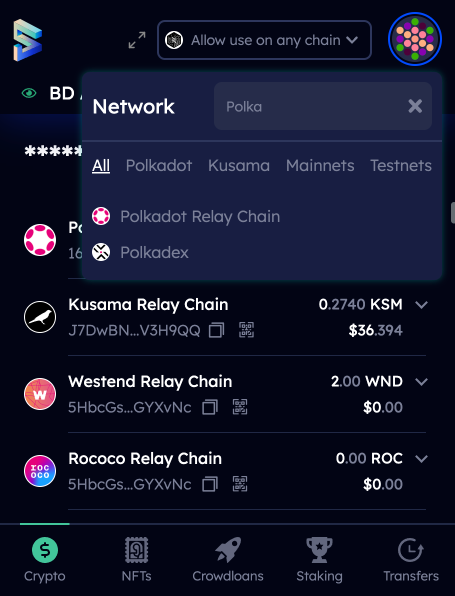 Allow use on any chain
BD
Network
Polka
*****
All Polkadot Kusama Mainnets Testnets
Polkadot Relay Chain
Po
16
Polkadex
Kusama Relay Chain
0.2740 KSM
J7DwBN...V3H9QQ
$36.394
Westend Relay Chain
2.00 WND
5HbcGs...GYXvNc
$0.00
Rococo Relay Chain
0.00 ROC
5HbcGs...GYXvNc
$0.00
Crypto NFTs Crowdloans Staking Transfers